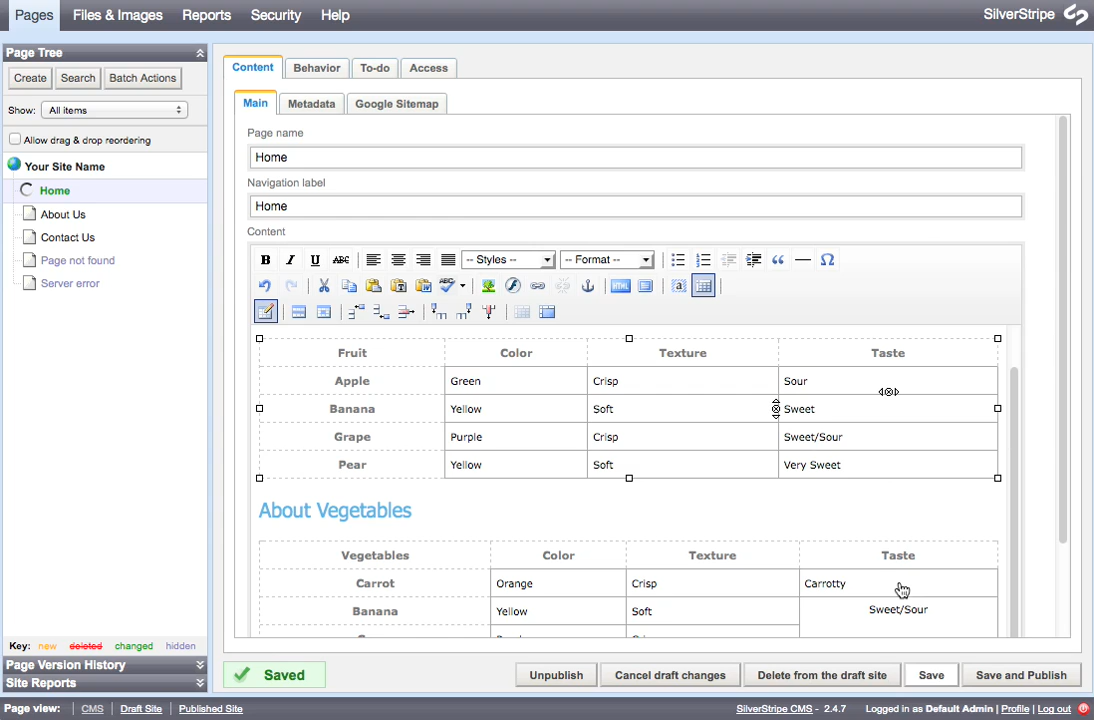 Pages Files & Images Reports Security Help SilverStripe
Page Tree
Create Search Batch Actions
Show: All items
Allow drag & drop reordering
Your Site Name
Home
About Us
Contact Us
Page not found
Server error
Key: new deleted changed hidden
Page Version History
Site Reports
Content Behavior To-do Access
Main Metadata Google Sitemap
Page name
Home
Navigation label
Home
Content
B I U ABC -- Styles -- -- Format --
HTML
Fruit Color Texture Taste
Apple Green Crisp Sour
Banana Yellow Soft Sweet
Grape Purple Crisp Sweet/Sour
Pear Yellow Soft Very Sweet
About Vegetables
Vegetables Color Texture Taste
Carrot Orange Crisp Carrotty
Banana Yellow Soft Sweet/Sour
Saved Unpublish Cancel draft changes Delete from the draft site Save Save and Publish
Page view: CMS Draft Site Published Site SilverStripe CMS - 2.4.7 Logged in as Default Admin | Profile | Log out